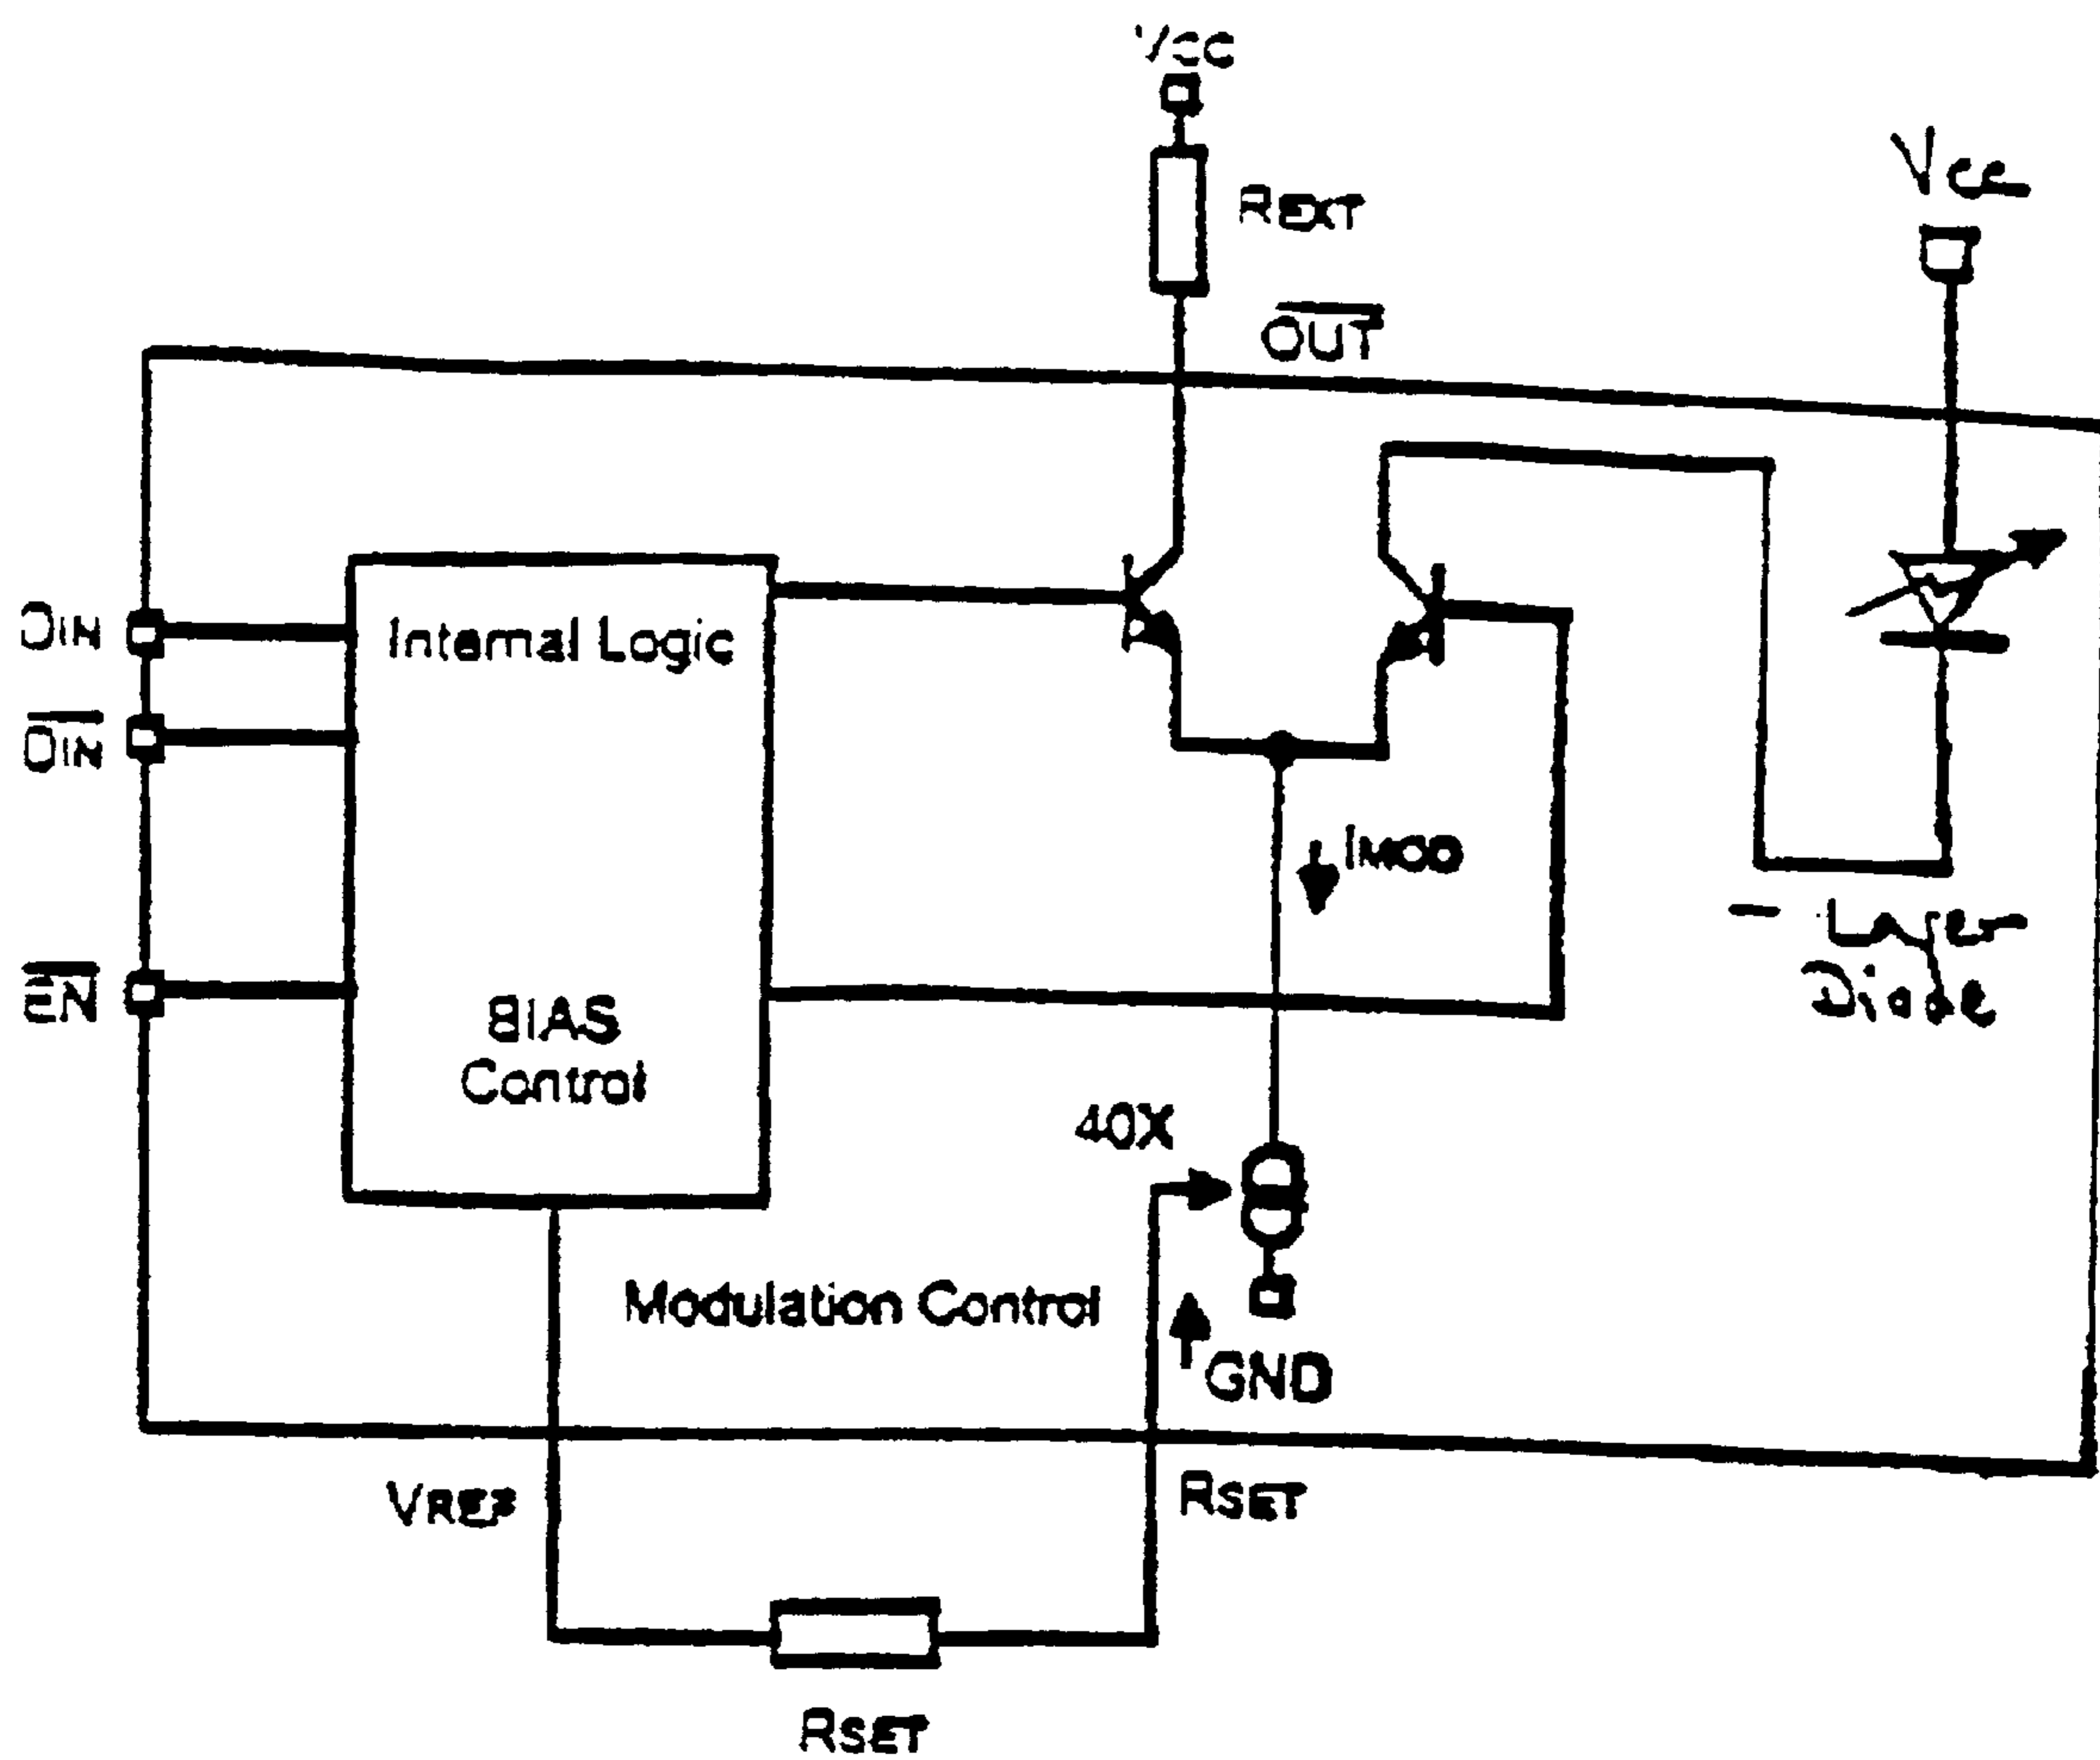 VCC
REXT
Vcc
OUT
DIN
Internal Logic
DIN
IMOD
Laser
Diode
EN
BIAS
Control
40X
Modulation Control
GND
VREF
RSET
RSET